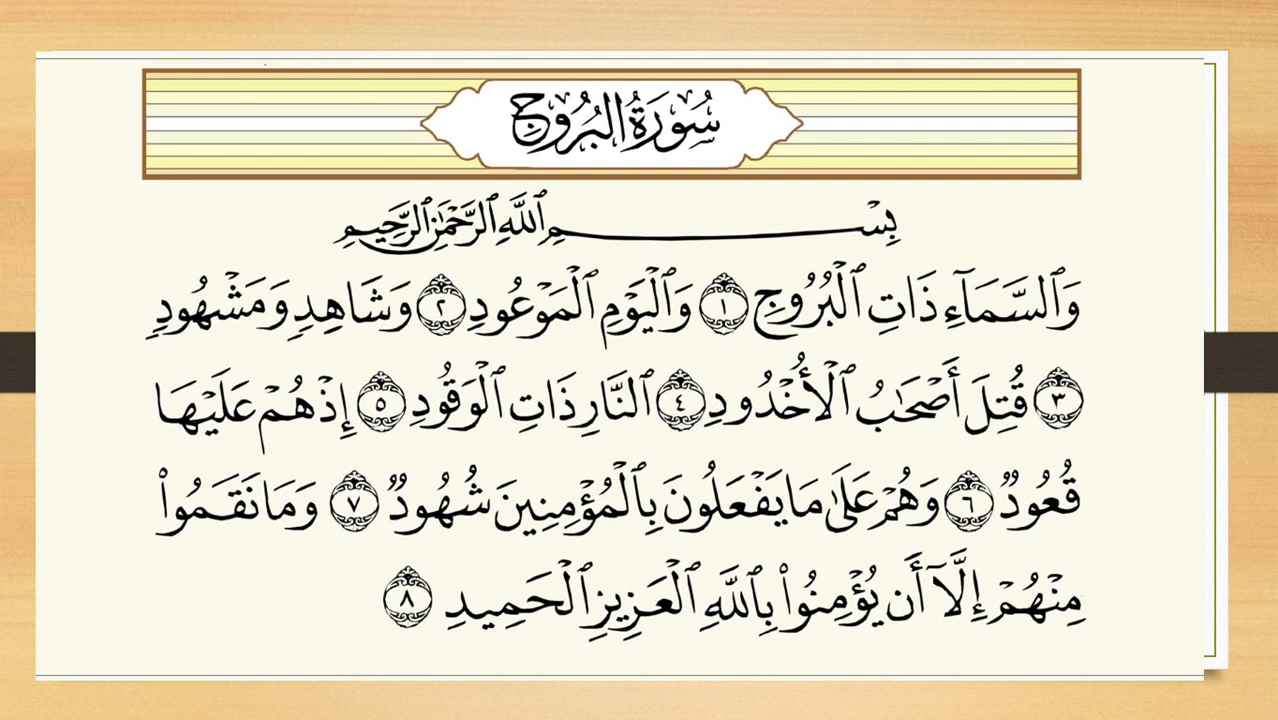 سُورَةُ البُرُوجِ
بِسْمِ ٱللَّهِ ٱلرَّحْمَٰنِ ٱلرَّحِيمِ
وَٱلسَّمَآءِ ذَاتِ ٱلْبُرُوجِ ١ وَٱلْيَوْمِ ٱلْمَوْعُودِ ٢ وَشَاهِدٍ وَمَشْهُودٍ
٣ قُتِلَ أَصْحَٰبُ ٱلْأُخْدُودِ ٤ ٱلنَّارِ ذَاتِ ٱلْوَقُودِ ٥ إِذْ هُمْ عَلَيْهَا
قُعُودٌ ٦ وَهُمْ عَلَىٰ مَا يَفْعَلُونَ بِٱلْمُؤْمِنِينَ شُهُودٌ ٧ وَمَا نَقَمُوا۟
مِنْهُمْ إِلَّآ أَن يُؤْمِنُوا۟ بِٱللَّهِ ٱلْعَزِيزِ ٱلْحَمِيدِ ٨